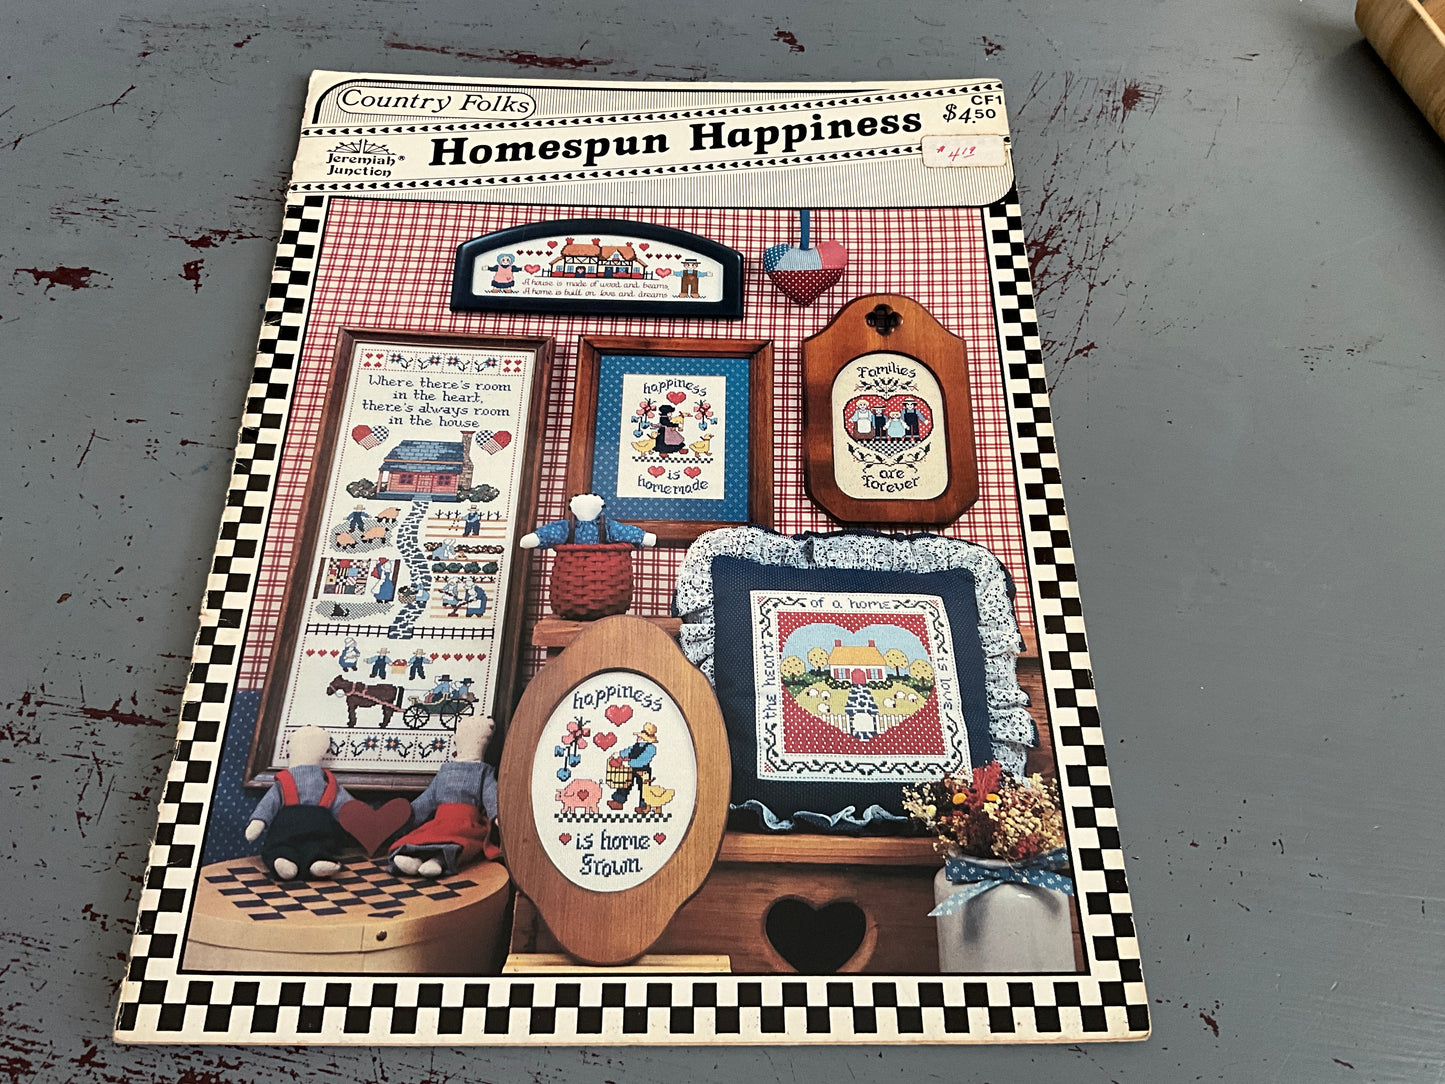 Country Folks
CF1
$4.50
Jeremiah®
Junction
Homespun Happiness
$4.19
A house is made of wood and beams,
A home is built on love and dreams
Where there's room
in the heart,
there's always room
in the house
happiness
is
homemade
Families
are
forever
the heart
of a home
is love
happiness
is home
grown